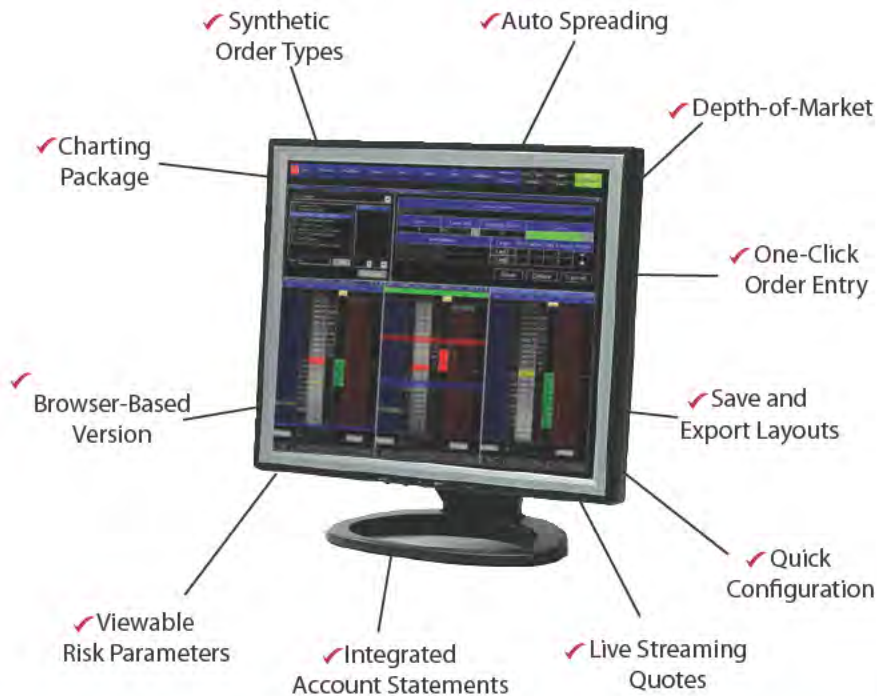 Synthetic
Order Types
Auto Spreading
Depth-of-Market
Charting
Package
One-Click
Order Entry
Browser-Based
Version
Save and
Export Layouts
Quick
Configuration
Viewable
Risk Parameters
Integrated
Account Statements
Live Streaming
Quotes